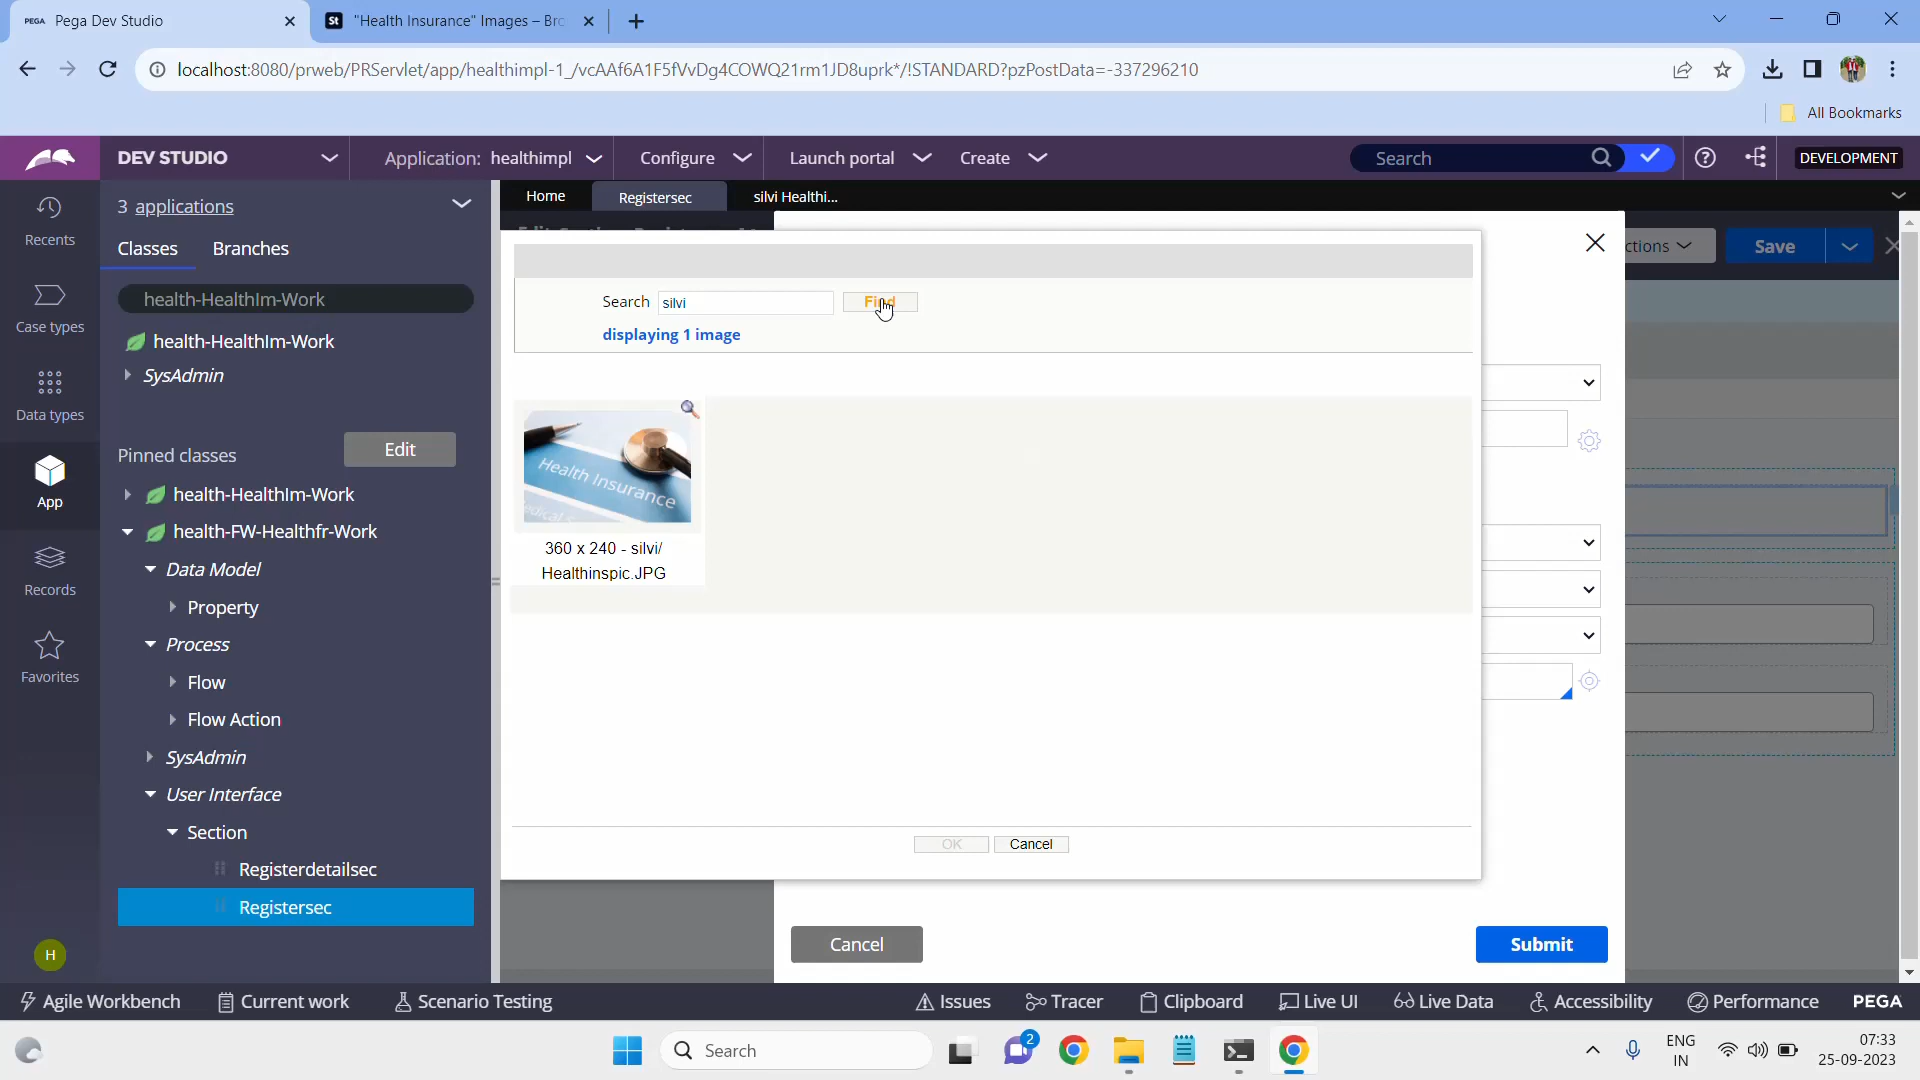 PEGA Pega Dev Studio
St "Health Insurance" Images – Bro
localhost:8080/prweb/PRServlet/app/healthimpl-1_/vcAAf6A1F5fVvDg4COWQ21rm1JD8uprk*/!STANDARD?pzPostData=-337296210
All Bookmarks
DEV STUDIO
Application: healthimpl
Configure
Launch portal
Create
Search
DEVELOPMENT
Recents
Case types
Data types
App
Records
Favorites
H
3 applications
Classes
Branches
health-HealthIm-Work
health-HealthIm-Work
SysAdmin
Pinned classes
Edit
health-HealthIm-Work
health-FW-Healthfr-Work
Data Model
Property
Process
Flow
Flow Action
SysAdmin
User Interface
Section
Registerdetailsec
Registersec
Home
Registersec
silvi Healthi...
ctions
Save
Search silvi Find
displaying 1 image
Health Insurance
360 x 240 - silvi/
Healthinspic.JPG
OK
Cancel
Cancel
Submit
Agile Workbench
Current work
Scenario Testing
Issues
Tracer
Clipboard
Live UI
Live Data
Accessibility
Performance
PEGA
Search
2
ENG
IN
07:33
25-09-2023